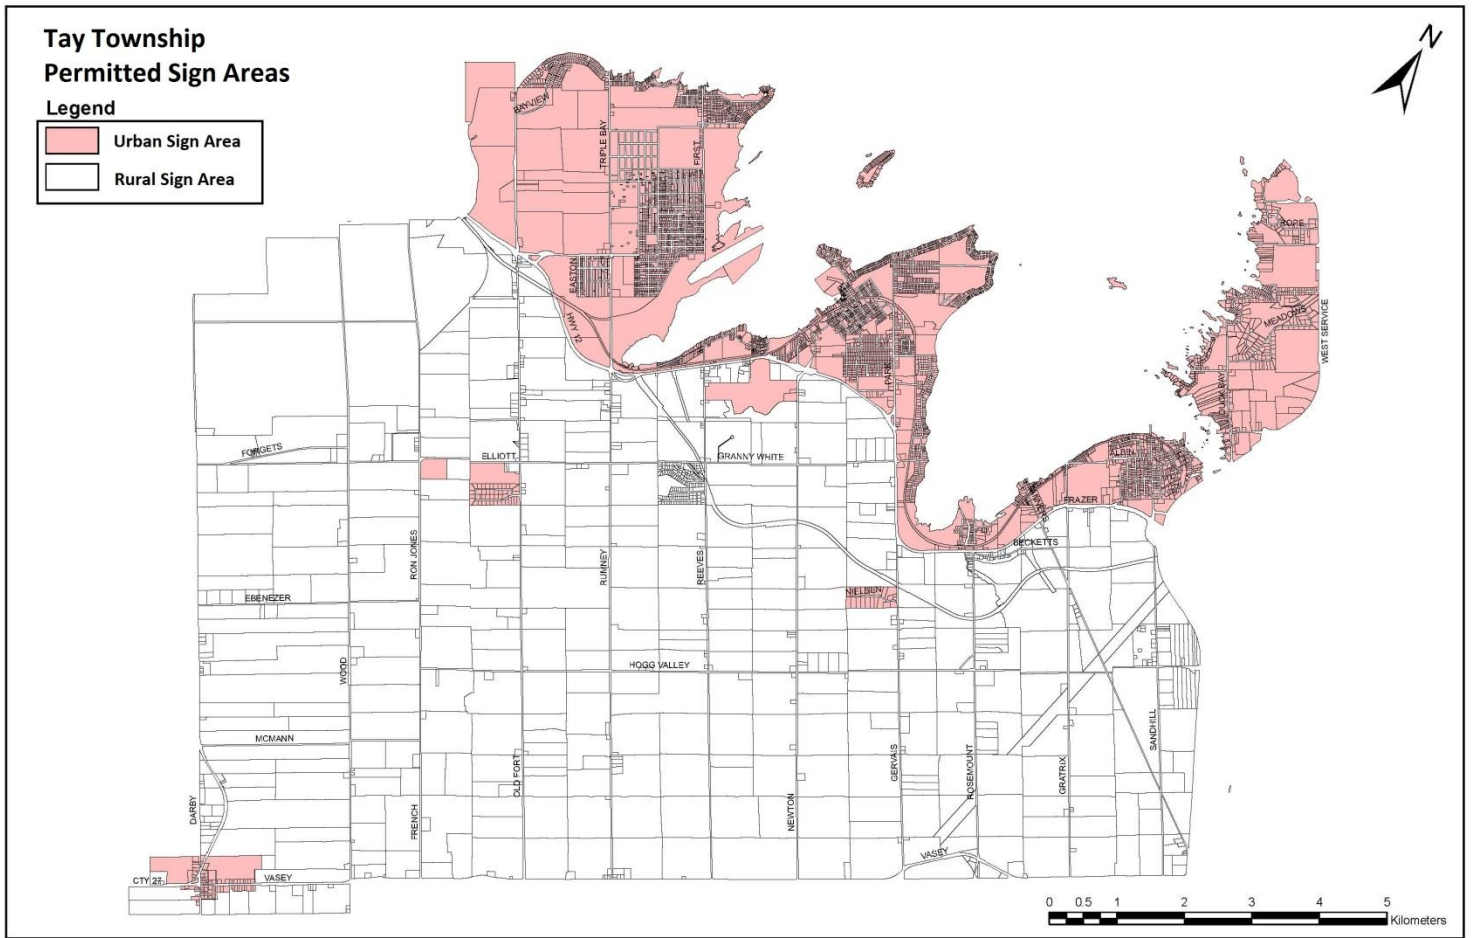 Tay Township
Permitted Sign Areas
Legend
Urban Sign Area
Rural Sign Area
N
BAYVIEW
TRIPLE BAY
FIRST
EASTON
HWY 12
PARK
ROPE
MEADOWS
WEST SERVICE
DUCK BAY
FORGETS
ELLIOTT
GRANNY WHITE
ALBIN
FRAZER
BECKETTS
RON JONES
RUMNEY
REEVES
NIELSEN
EBENEZER
WOOD
HOGG VALLEY
MCMANN
DARBY
FRENCH
OLD FORT
NEWTON
GERVAIS
ROSEMOUNT
GRATRIX
SANDHILL
VASEY
CTY 27
VASEY
0 0.5 1 2 3 4 5
Kilometers